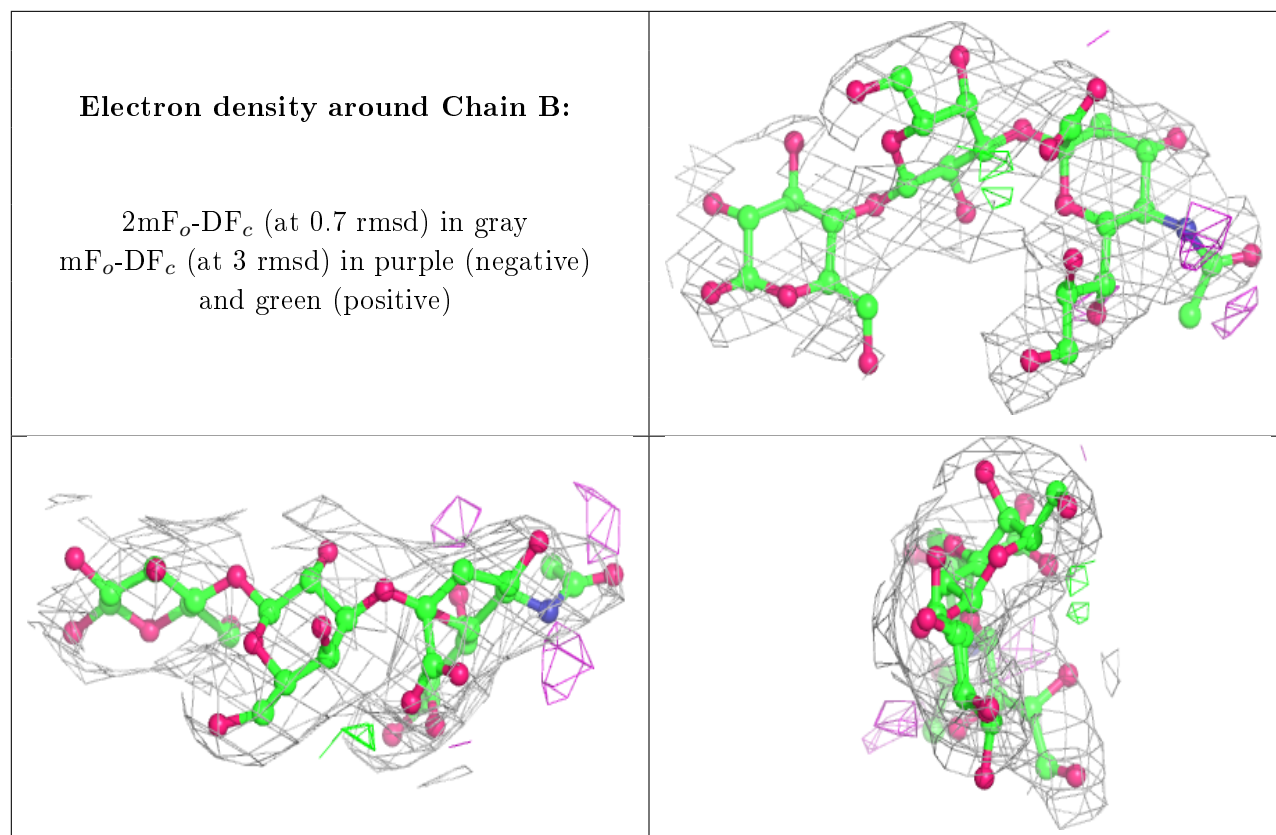 Electron density around Chain B:
2mFₒ-DF𝒸 (at 0.7 rmsd) in gray
mFₒ-DF𝒸 (at 3 rmsd) in purple (negative)
and green (positive)